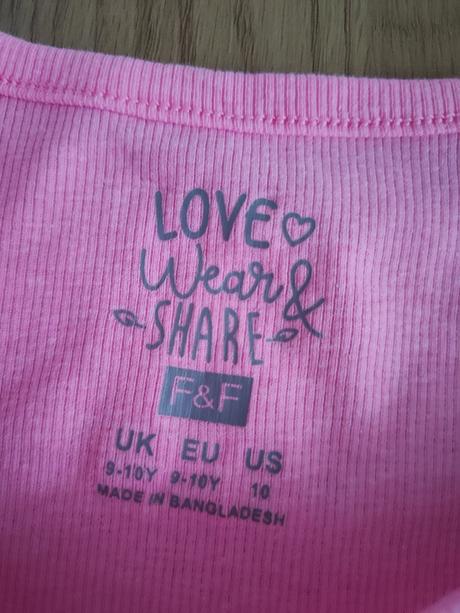 LOVE
Wear &
SHARE
F&F
UK EU US
9-10Y 9-10Y 10
MADE IN BANGLADESH